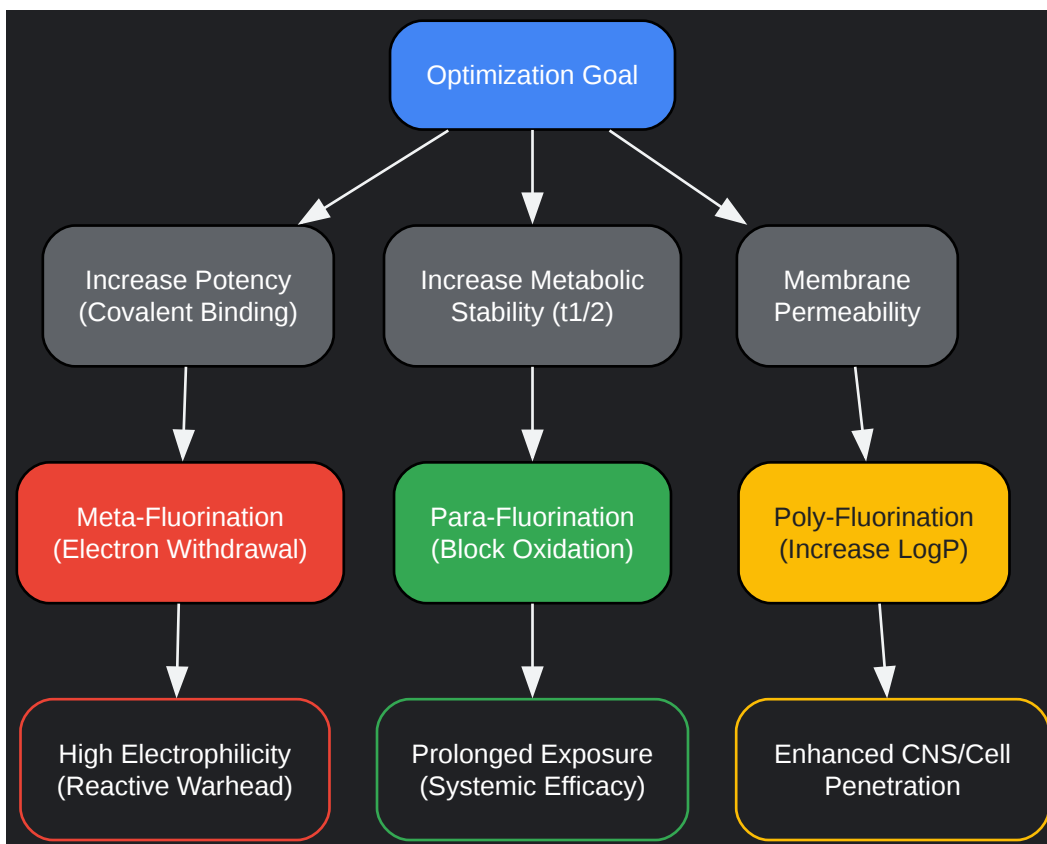 Optimization Goal
Increase Potency
(Covalent Binding)
Increase Metabolic
Stability (t1/2)
Membrane
Permeability
Meta-Fluorination
(Electron Withdrawal)
Para-Fluorination
(Block Oxidation)
Poly-Fluorination
(Increase LogP)
High Electrophilicity
(Reactive Warhead)
Prolonged Exposure
(Systemic Efficacy)
Enhanced CNS/Cell
Penetration